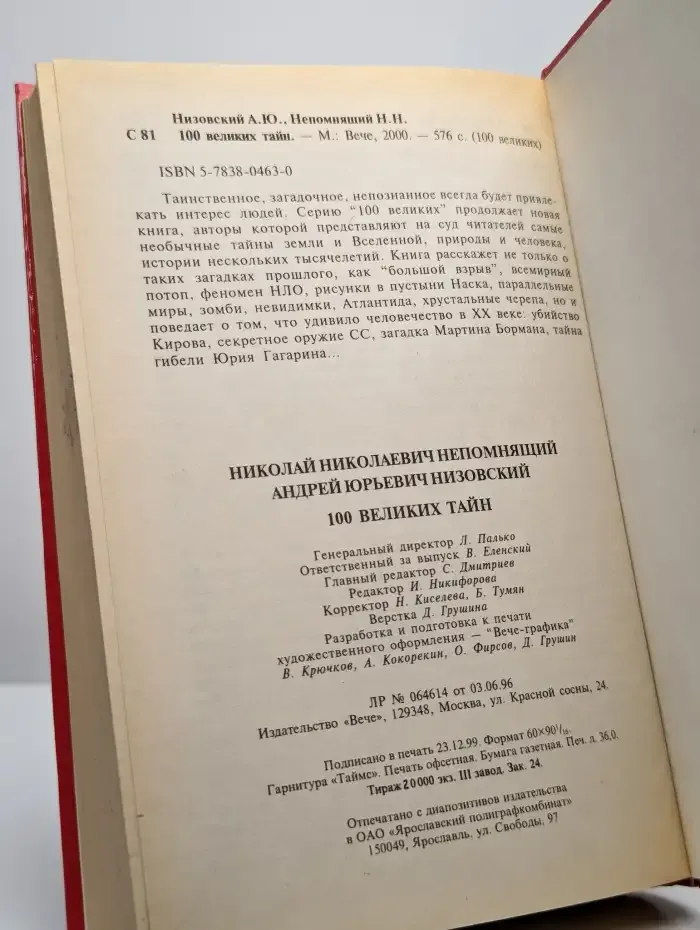 Низовский А.Ю., Непомнящий Н.Н.
С 81 100 великих тайн. — М.: Вече, 2000. — 576 с. (100 великих)
ISBN 5-7838-0463-0
Таинственное, загадочное, непознанное всегда будет привле-
кать интерес людей. Серию "100 великих" продолжает новая
книга, авторы которой представляют на суд читателей самые
необычные тайны земли и Вселенной, природы и человека,
истории нескольких тысячелетий. Книга расскажет не только о
таких загадках прошлого, как "большой взрыв", всемирный
потоп, феномен НЛО, рисунки в пустыни Наска, параллельные
миры, зомби, невидимки, Атлантида, хрустальные черепа, но и
поведает о том, что удивило человечество в XX веке: убийство
Кирова, секретное оружие СС, загадка Мартина Бормана, тайна
гибели Юрия Гагарина...
НИКОЛАЙ НИКОЛАЕВИЧ НЕПОМНЯЩИЙ
АНДРЕЙ ЮРЬЕВИЧ НИЗОВСКИЙ
100 ВЕЛИКИХ ТАЙН
Генеральный директор Л. Палько
Ответственный за выпуск В. Еленский
Главный редактор С. Дмитриев
Редактор И. Никифорова
Корректор Н. Киселева, Б. Тумян
Верстка Д. Грушина
Разработка и подготовка к печати
художественного оформления — "Вече-графика"
В. Крючков, А. Кокорекин, О. Фирсов, Д. Грушин
ЛР № 064614 от 03.06.96
Издательство «Вече», 129348, Москва, ул. Красной сосны, 24.
Подписано в печать 23.12.99. Формат 60×90 1/16.
Гарнитура «Таймс». Печать офсетная. Бумага газетная. Печ. л. 36,0.
Тираж 20 000 экз. III завод. Зак. 24.
Отпечатано с диапозитивов издательства
в ОАО «Ярославский полиграфкомбинат»
150049, Ярославль, ул. Свободы, 97